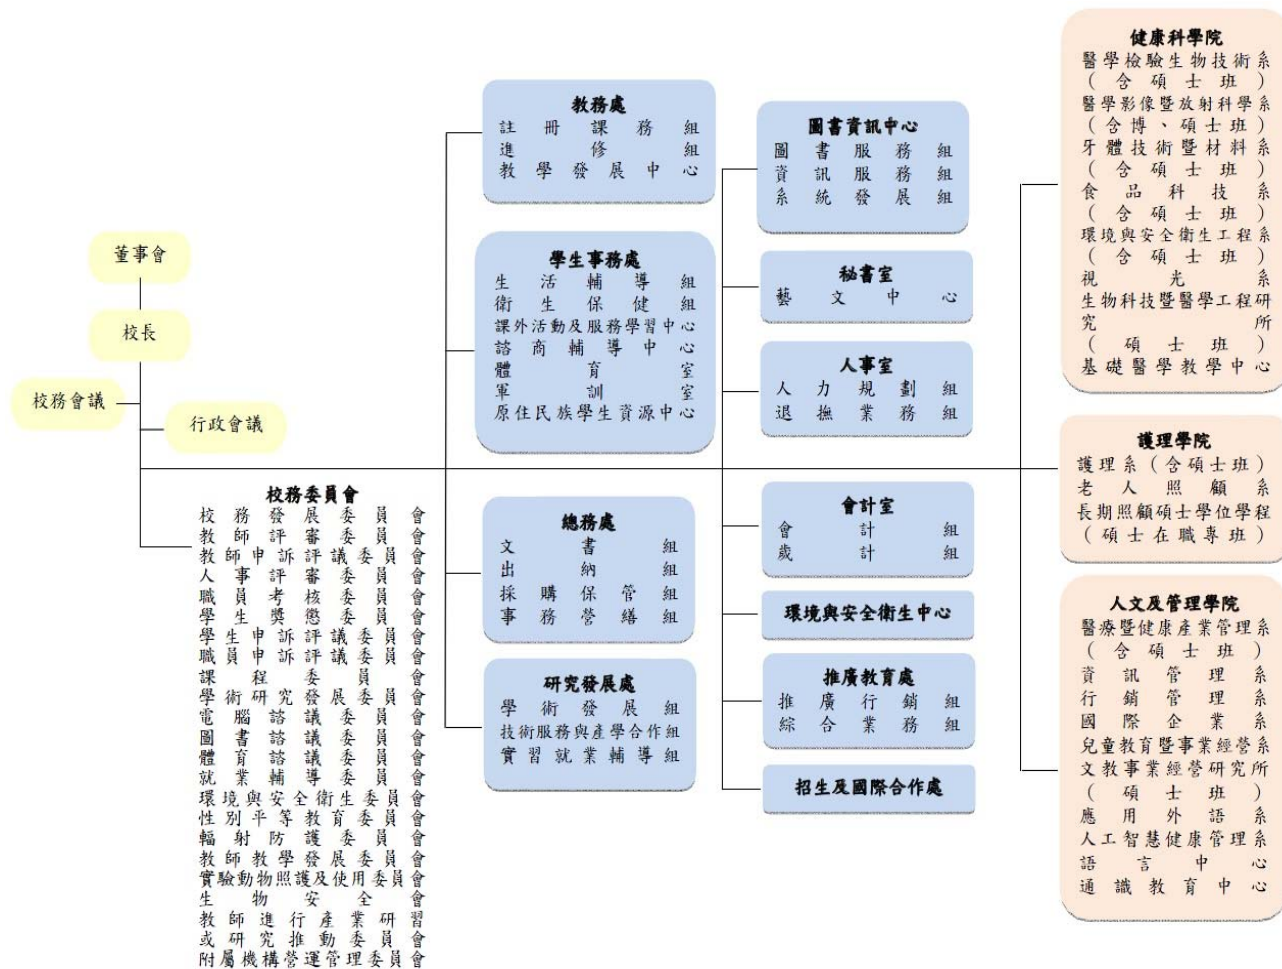 董事會
校長
校務會議
行政會議
校務委員會
校務發展委員會
教師評審委員會
教師申訴評議委員會
人事評審委員會
職員考核委員會
學生獎懲委員會
學生申訴評議委員會
職員申訴評議委員會
課程委員會
學術研究發展委員會
電腦諮議委員會
圖書諮議委員會
體育諮議委員會
就業輔導委員會
環境與安全衛生委員會
性別平等教育委員會
輻射防護委員會
教師教學發展委員會
實驗動物照護及使用委員會
生物安全會
教師進行產業研習
或研究推動委員會
附屬機構營運管理委員會
教務處
註冊課務組
進修組
教學發展中心
學生事務處
生活輔導組
衛生保健組
課外活動及服務學習中心
諮商輔導中心
體育室
軍訓室
原住民族學生資源中心
總務處
文書組
出納組
採購保管組
事務營繕組
研究發展處
學術發展組
技術服務與產學合作組
實習就業輔導組
圖書資訊中心
圖書服務組
資訊服務組
系統發展組
秘書室
藝文中心
人事室
人力規劃組
退撫業務組
會計室
會計組
歲計組
環境與安全衛生中心
推廣教育處
推廣行銷組
綜合業務組
招生及國際合作處
健康科學院
醫學檢驗生物技術系
(含碩士班)
醫學影像暨放射科學系
(含博、碩士班)
牙體技術暨材料系
(含碩士班)
食品科技系
(含碩士班)
環境與安全衛生工程系
(含碩士班)
視光系
生物科技暨醫學工程研
究所
(碩士班)
基礎醫學教學中心
護理學院
護理系(含碩士班)
老人照顧系
長期照顧碩士學位學程
(碩士在職專班)
人文及管理學院
醫療暨健康產業管理系
(含碩士班)
資訊管理系
行銷管理系
國際企業系
兒童教育暨事業經營系
文教事業經營研究所
(碩士班)
應用外語系
人工智慧健康管理系
語言中心
通識教育中心